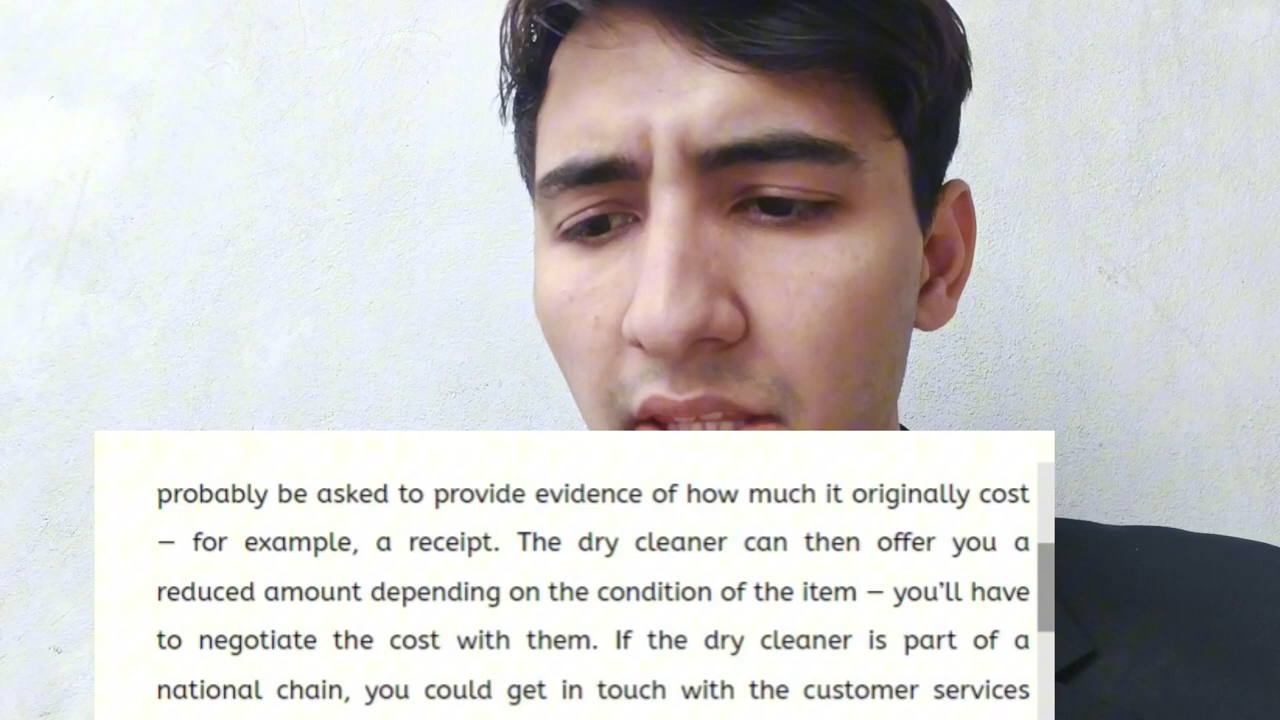 probably be asked to provide evidence of how much it originally cost
– for example, a receipt. The dry cleaner can then offer you a
reduced amount depending on the condition of the item – you’ll have
to negotiate the cost with them. If the dry cleaner is part of a
national chain, you could get in touch with the customer services